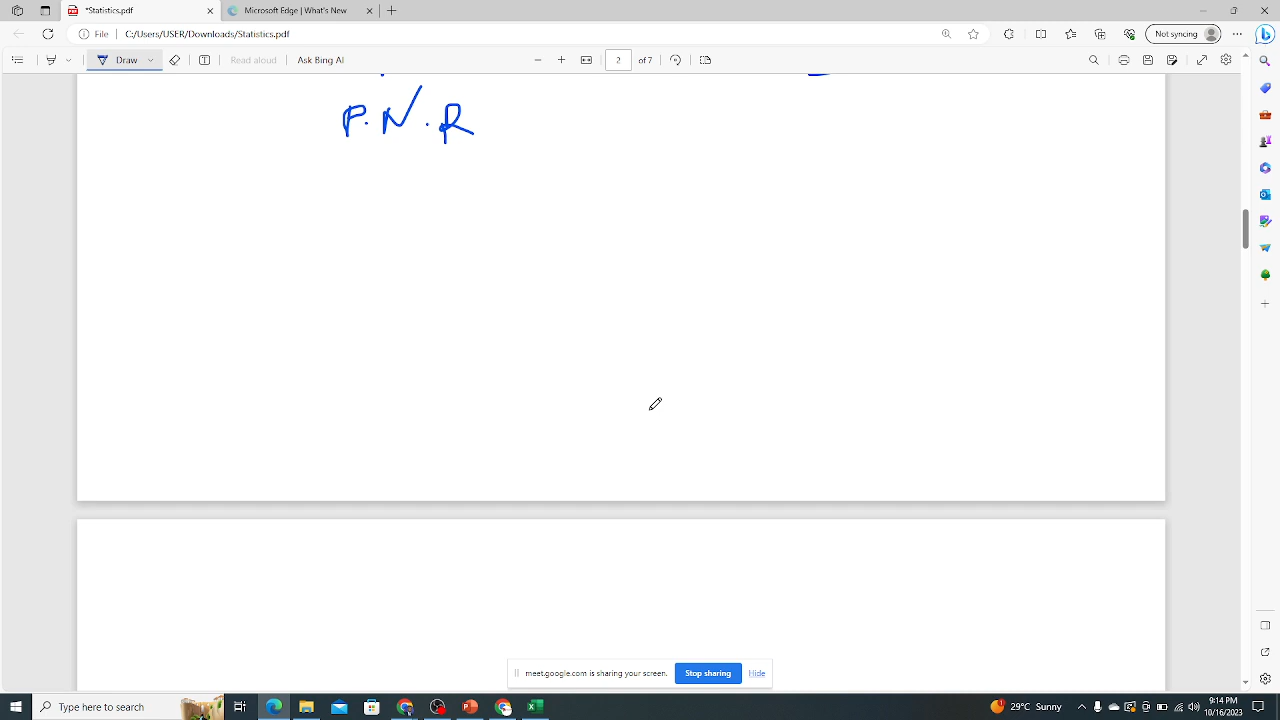 *Statistics.pdf
Microsoft Edge | What's New
File
C:/Users/USER/Downloads/Statistics.pdf
Not syncing
Draw
Read aloud
Ask Bing AI
2
of 7
P.N.R
meet.google.com is sharing your screen.
Stop sharing
Hide
Type here to search
29°C Sunny
9:14 PM
10/16/2023